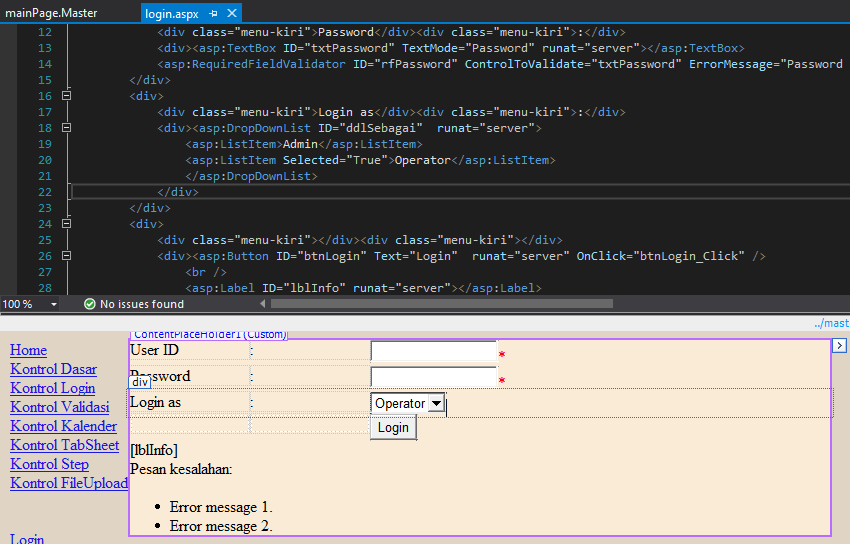 mainPage.Master login.aspx
12 <div class="menu-kiri">Password</div><div class="menu-kiri">:</div>
13 <div><asp:TextBox ID="txtPassword" TextMode="Password" runat="server"></asp:TextBox>
14 <asp:RequiredFieldValidator ID="rfPassword" ControlToValidate="txtPassword" ErrorMessage="Password
15 </div>
16 <div>
17 <div class="menu-kiri">Login as</div><div class="menu-kiri">:</div>
18 <div><asp:DropDownList ID="ddlSebagai"  runat="server">
19 <asp:ListItem>Admin</asp:ListItem>
20 <asp:ListItem Selected="True">Operator</asp:ListItem>
21 </asp:DropDownList>
22 </div>
23 </div>
24 <div>
25 <div class="menu-kiri"></div><div class="menu-kiri"></div>
26 <div><asp:Button ID="btnLogin" Text="Login"  runat="server" OnClick="btnLogin_Click" />
27 <br />
28 <asp:Label ID="lblInfo" runat="server"></asp:Label>
100 % No issues found
../mast
ContentPlaceHolder1 (Custom)
Home
Kontrol Dasar
Kontrol Login
Kontrol Validasi
Kontrol Kalender
Kontrol TabSheet
Kontrol Step
Kontrol FileUpload
Login
User ID : *
Password : *
div
Login as : Operator
Login
[lblInfo]
Pesan kesalahan:
• Error message 1.
• Error message 2.